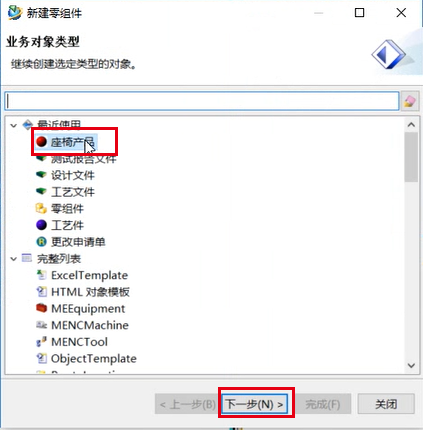 新建零组件
业务对象类型
继续创建选定类型的对象。
最近使用
座椅产品
测试报告文件
设计文件
工艺文件
零组件
工艺件
更改申请单
完整列表
ExcelTemplate
HTML 对象模板
MEEquipment
MENCMachine
MENCTool
ObjectTemplate
< 上一步(B) 下一步(N) > 完成(F) 关闭